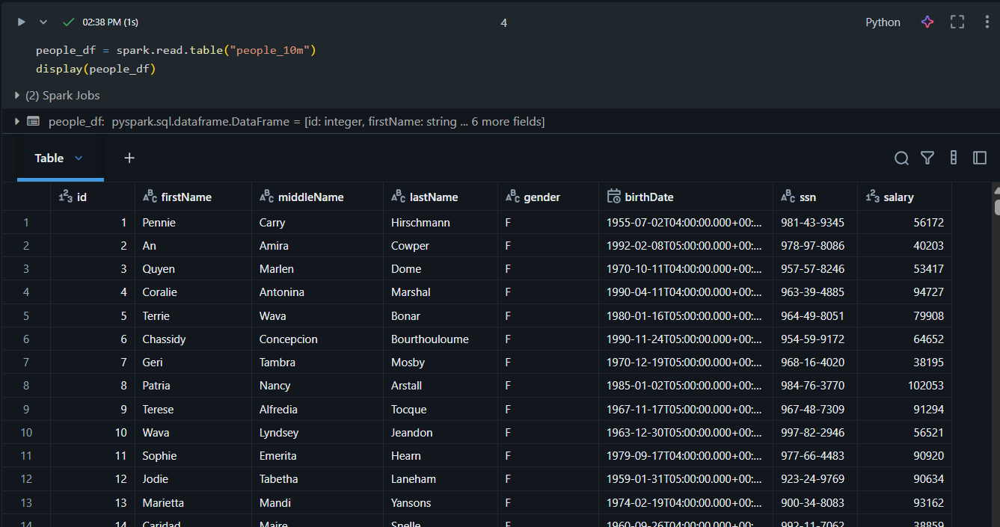 02:38 PM (1s) 4 Python
people_df = spark.read.table("people_10m")
display(people_df)
(2) Spark Jobs
people_df: pyspark.sql.dataframe.DataFrame = [id: integer, firstName: string ... 6 more fields]
Table +
id firstName middleName lastName gender birthDate ssn salary
1 1 Pennie Carry Hirschmann F 1955-07-02T04:00:00.000+00:... 981-43-9345 56172
2 2 An Amira Cowper F 1992-02-08T05:00:00.000+00:... 978-97-8086 40203
3 3 Quyen Marlen Dome F 1970-10-11T04:00:00.000+00:... 957-57-8246 53417
4 4 Coralie Antonina Marshal F 1990-04-11T04:00:00.000+00:... 963-39-4885 94727
5 5 Terrie Wava Bonar F 1980-01-16T05:00:00.000+00:... 964-49-8051 79908
6 6 Chassidy Concepcion Bourthouloume F 1990-11-24T05:00:00.000+00:... 954-59-9172 64652
7 7 Geri Tambra Mosby F 1970-12-19T05:00:00.000+00:... 968-16-4020 38195
8 8 Patria Nancy Arstall F 1985-01-02T05:00:00.000+00:... 984-76-3770 102053
9 9 Terese Alfredia Tocque F 1967-11-17T05:00:00.000+00:... 967-48-7309 91294
10 10 Wava Lyndsey Jeandon F 1963-12-30T05:00:00.000+00:... 997-82-2946 56521
11 11 Sophie Emerita Hearn F 1979-09-17T04:00:00.000+00:... 977-66-4483 90920
12 12 Jodie Tabetha Laneham F 1959-01-31T05:00:00.000+00:... 923-24-9769 90634
13 13 Marietta Mandi Yansons F 1974-02-19T04:00:00.000+00:... 900-34-8083 93162
14 14 Caridad Maire F 1960-09-26T04:00:00.000+00:... 992-11-7062 38859